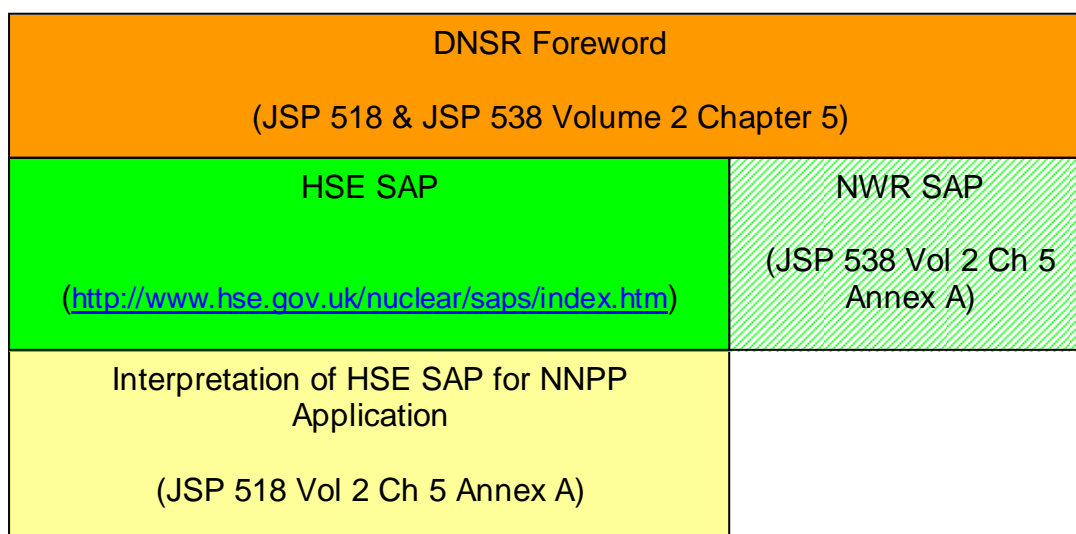 DNSR Foreword
(JSP 518 & JSP 538 Volume 2 Chapter 5)
HSE SAP
(http://www.hse.gov.uk/nuclear/saps/index.htm)
NWR SAP
(JSP 538 Vol 2 Ch 5
Annex A)
Interpretation of HSE SAP for NNPP
Application
(JSP 518 Vol 2 Ch 5 Annex A)